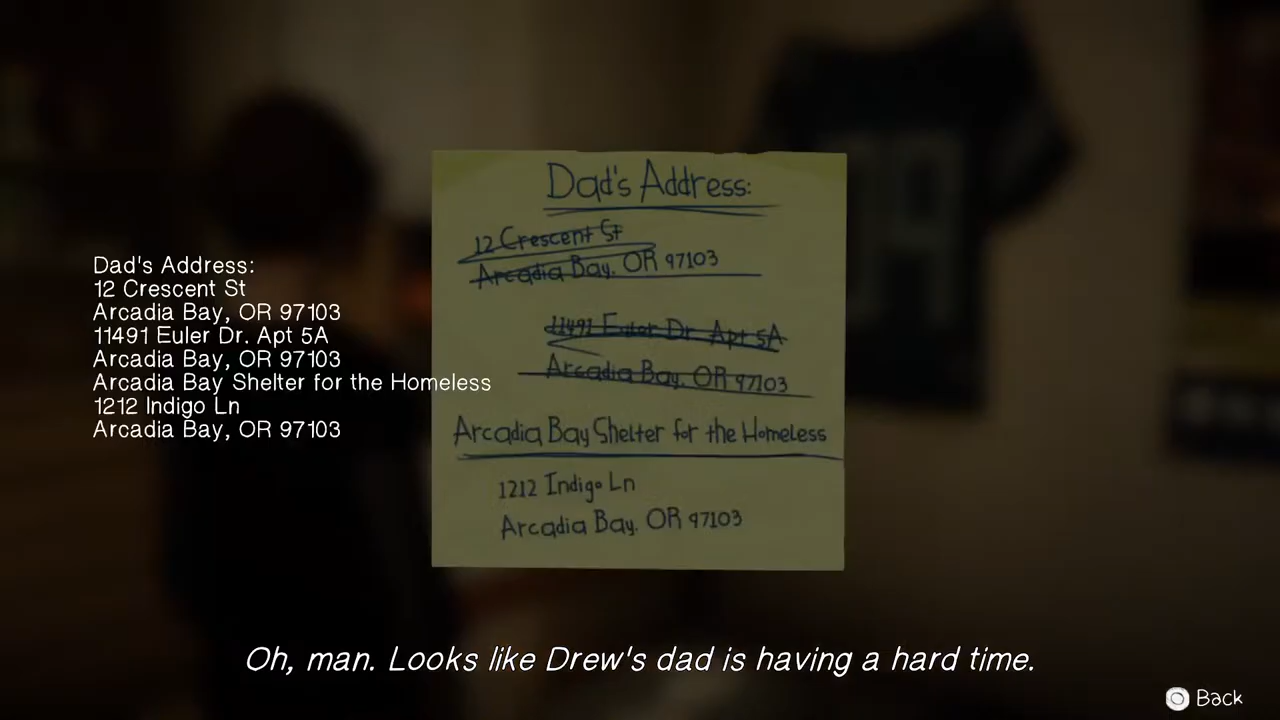 Dad's Address:
12 Crescent St
Arcadia Bay, OR 97103
11491 Euler Dr. Apt 5A
Arcadia Bay, OR 97103
Arcadia Bay Shelter for the Homeless
1212 Indigo Ln
Arcadia Bay, OR 97103
Dad's Address:
12 Crescent St
Arcadia Bay, OR 97103
11491 Euler Dr. Apt 5A
Arcadia Bay, OR 97103
Arcadia Bay Shelter for the Homeless
1212 Indigo Ln
Arcadia Bay, OR 97103
Oh, man. Looks like Drew's dad is having a hard time.
Back